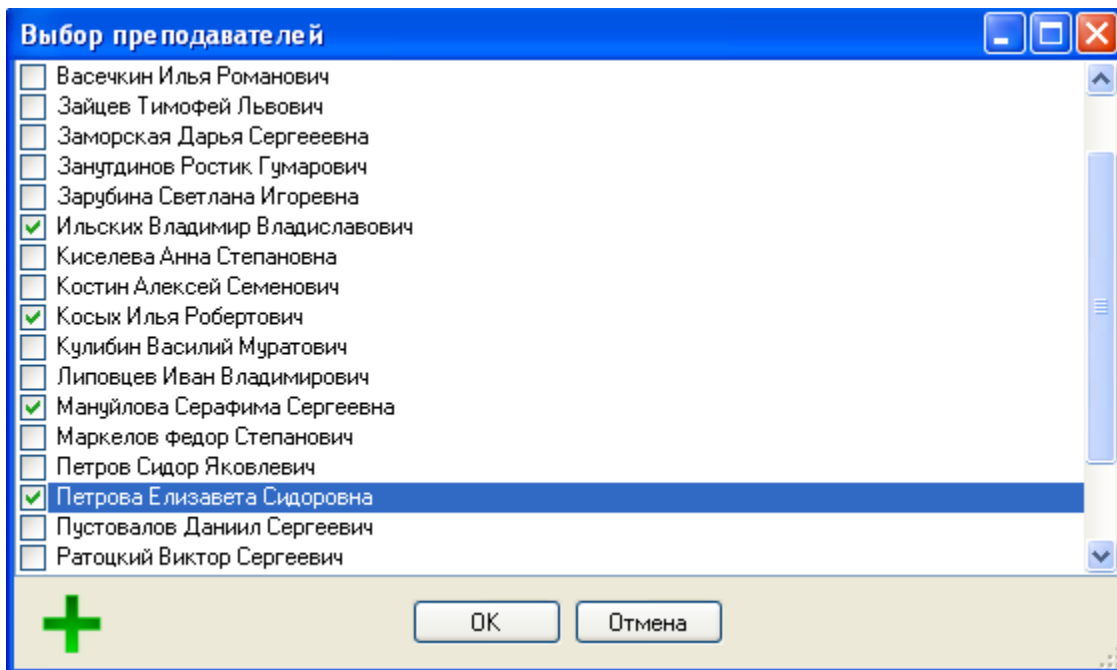 Выбор преподавателей
Васечкин Илья Романович
Зайцев Тимофей Львович
Заморская Дарья Сергееевна
Занутдинов Ростик Гумарович
Зарубина Светлана Игоревна
Ильских Владимир Владиславович
Киселева Анна Степановна
Костин Алексей Семенович
Косых Илья Робертович
Кулибин Василий Муратович
Липовцев Иван Владимирович
Мануйлова Серафима Сергеевна
Маркелов Федор Степанович
Петров Сидор Яковлевич
Петрова Елизавета Сидоровна
Пустовалов Даниил Сергеевич
Ратоцкий Виктор Сергеевич
OK Отмена